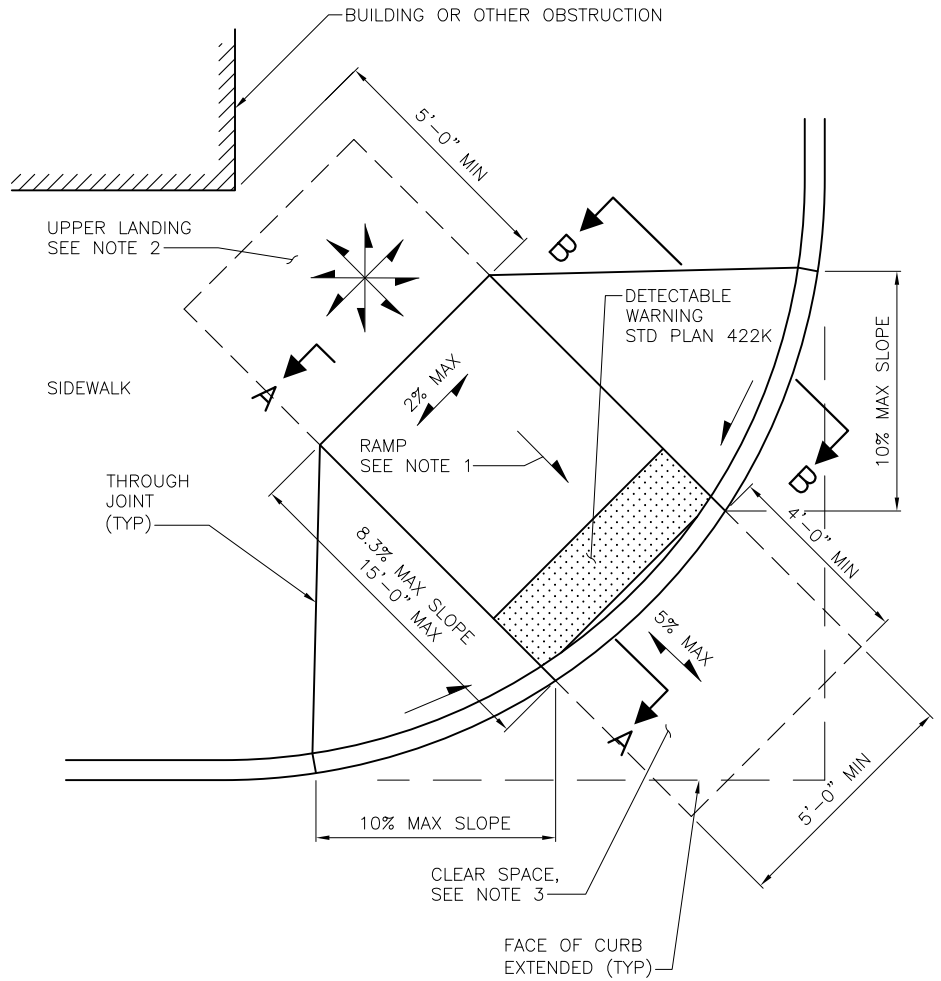 BUILDING OR OTHER OBSTRUCTION
5'-0" MIN
UPPER LANDING
SEE NOTE 2
B
DETECTABLE
WARNING
STD PLAN 422K
10% MAX SLOPE
SIDEWALK
A
2% MAX
RAMP
SEE NOTE 1
THROUGH
JOINT
(TYP)
B
8.3% MAX SLOPE
15'-0" MAX
4'-0" MIN
5% MAX
A
5'-0" MIN
10% MAX SLOPE
CLEAR SPACE,
SEE NOTE 3
FACE OF CURB
EXTENDED (TYP)